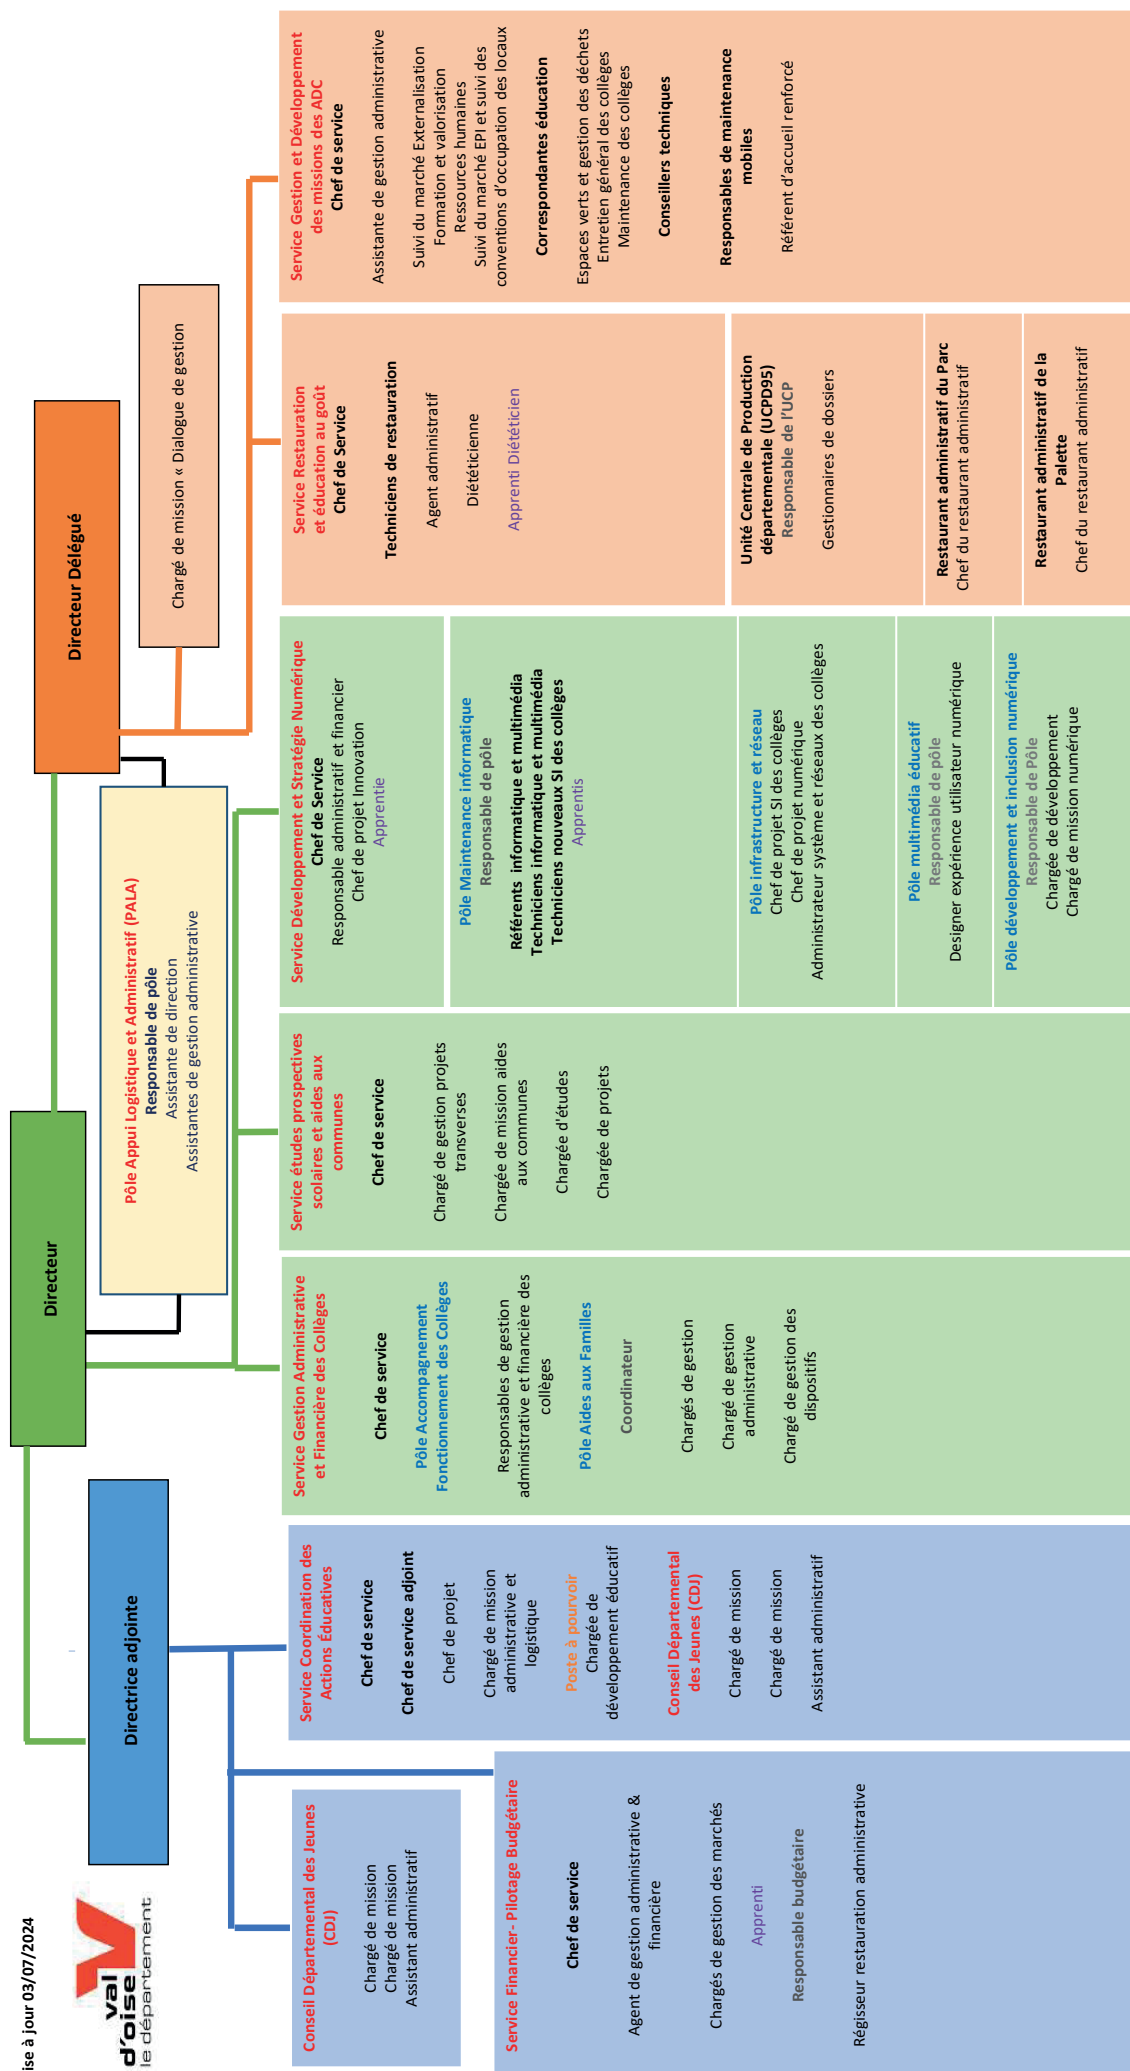 ise à jour 03/07/2024
val
d'oise
le département
Directeur
Directrice adjointe
Directeur Délégué
Pôle Appui Logistique et Administratif (PALA)
Responsable de pôle
Assistante de direction
Assistantes de gestion administrative
Chargé de mission « Dialogue de gestion
Conseil Départemental des Jeunes
(CDJ)
Chargé de mission
Chargé de mission
Assistant administratif
Service Financier- Pilotage Budgétaire
Chef de service
Agent de gestion administrative &
financière
Chargés de gestion des marchés
Apprenti
Responsable budgétaire
Régisseur restauration administrative
Service Coordination des
Actions Éducatives
Chef de service
Chef de service adjoint
Chef de projet
Chargé de mission
administrative et
logistique
Poste à pourvoir
Chargée de
développement éducatif
Conseil Départemental
des Jeunes (CDJ)
Chargé de mission
Chargé de mission
Assistant administratif
Service Gestion Administrative
et Financière des Collèges
Chef de service
Pôle Accompagnement
Fonctionnement des Collèges
Responsables de gestion
administrative et financière des
collèges
Pôle Aides aux Familles
Coordinateur
Chargés de gestion
Chargé de gestion
administrative
Chargé de gestion des
dispositifs
Service études prospectives
scolaires et aides aux
communes
Chef de service
Chargé de gestion projets
transverses
Chargée de mission aides
aux communes
Chargée d'études
Chargée de projets
Service Développement et Stratégie Numérique
Chef de Service
Responsable administratif et financier
Chef de projet Innovation
Apprentie
Pôle Maintenance informatique
Responsable de pôle
Référents informatique et multimédia
Techniciens informatique et multimédia
Techniciens nouveaux SI des collèges
Apprentis
Pôle infrastructure et réseau
Chef de projet SI des collèges
Chef de projet numérique
Administrateur système et réseaux des collèges
Pôle multimédia éducatif
Responsable de pôle
Designer expérience utilisateur numérique
Pôle développement et inclusion numérique
Responsable de Pôle
Chargée de développement
Chargé de mission numérique
Service Restauration
et éducation au goût
Chef de Service
Techniciens de restauration
Agent administratif
Diététicienne
Apprenti Diététicien
Unité Centrale de Production
départementale (UCPD95)
Responsable de l'UCP
Gestionnaires de dossiers
Restaurant administratif du Parc
Chef du restaurant administratif
Restaurant administratif de la
Palette
Chef du restaurant administratif
Service Gestion et Développement
des missions des ADC
Chef de service
Assistante de gestion administrative
Suivi du marché Externalisation
Formation et valorisation
Ressources humaines
Suivi du marché EPI et suivi des
conventions d'occupation des locaux
Correspondantes éducation
Espaces verts et gestion des déchets
Entretien général des collèges
Maintenance des collèges
Conseillers techniques
Responsables de maintenance
mobiles
Référent d'accueil renforcé